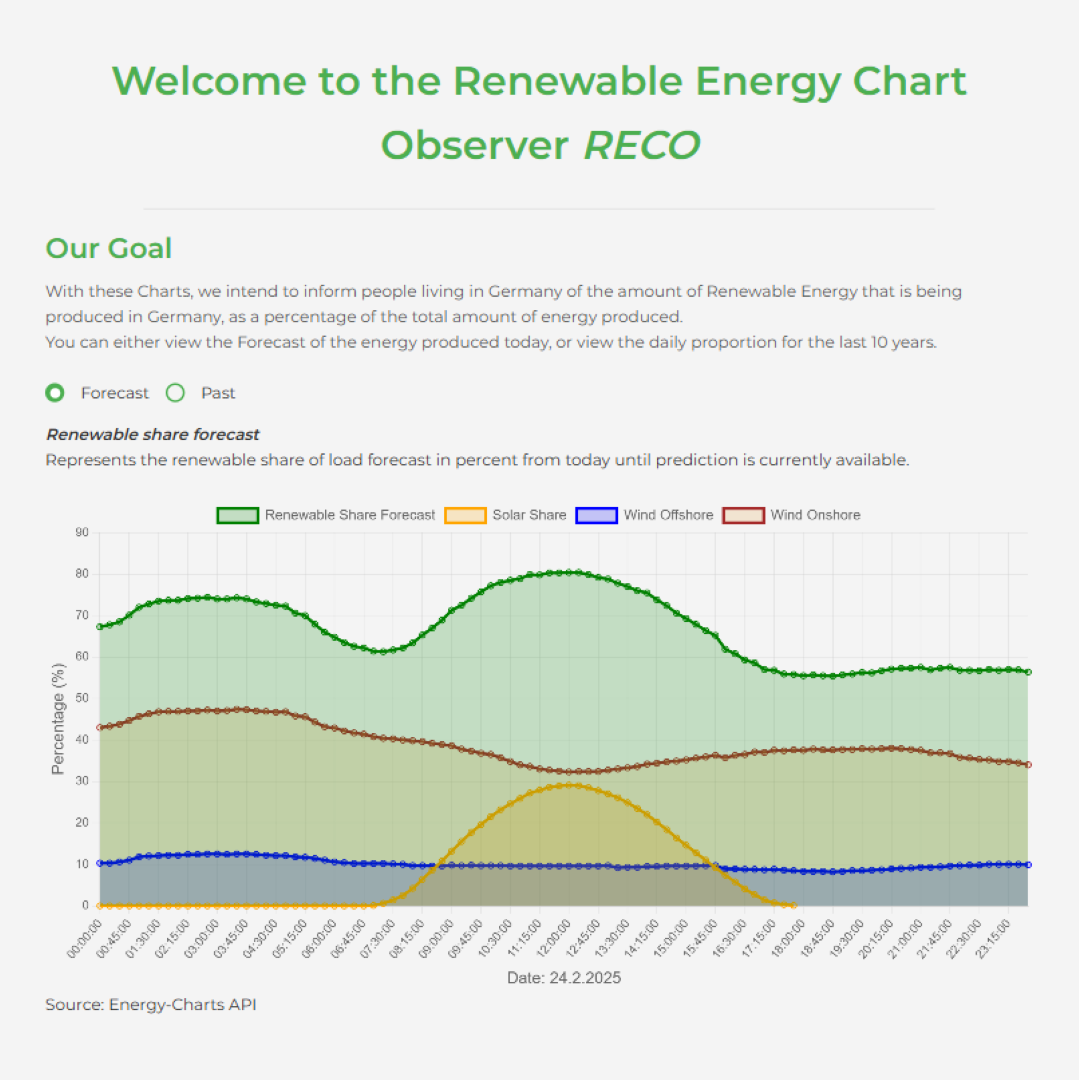 Welcome to the Renewable Energy Chart
Observer RECO
Our Goal
With these Charts, we intend to inform people living in Germany of the amount of Renewable Energy that is being
produced in Germany, as a percentage of the total amount of energy produced.
You can either view the Forecast of the energy produced today, or view the daily proportion for the last 10 years.
Forecast Past
Renewable share forecast
Represents the renewable share of load forecast in percent from today until prediction is currently available.
Renewable Share Forecast Solar Share Wind Offshore Wind Onshore
Percentage (%)
90
80
70
60
50
40
30
20
10
0
00:00:00 00:45:00 01:30:00 02:15:00 03:00:00 03:45:00 04:30:00 05:15:00 06:00:00 06:45:00 07:30:00 08:15:00 09:00:00 09:45:00 10:30:00 11:15:00 12:00:00 12:45:00 13:30:00 14:15:00 15:00:00 15:45:00 16:30:00 17:15:00 18:00:00 18:45:00 19:30:00 20:15:00 21:00:00 21:45:00 22:30:00 23:15:00
Date: 24.2.2025
Source: Energy-Charts API